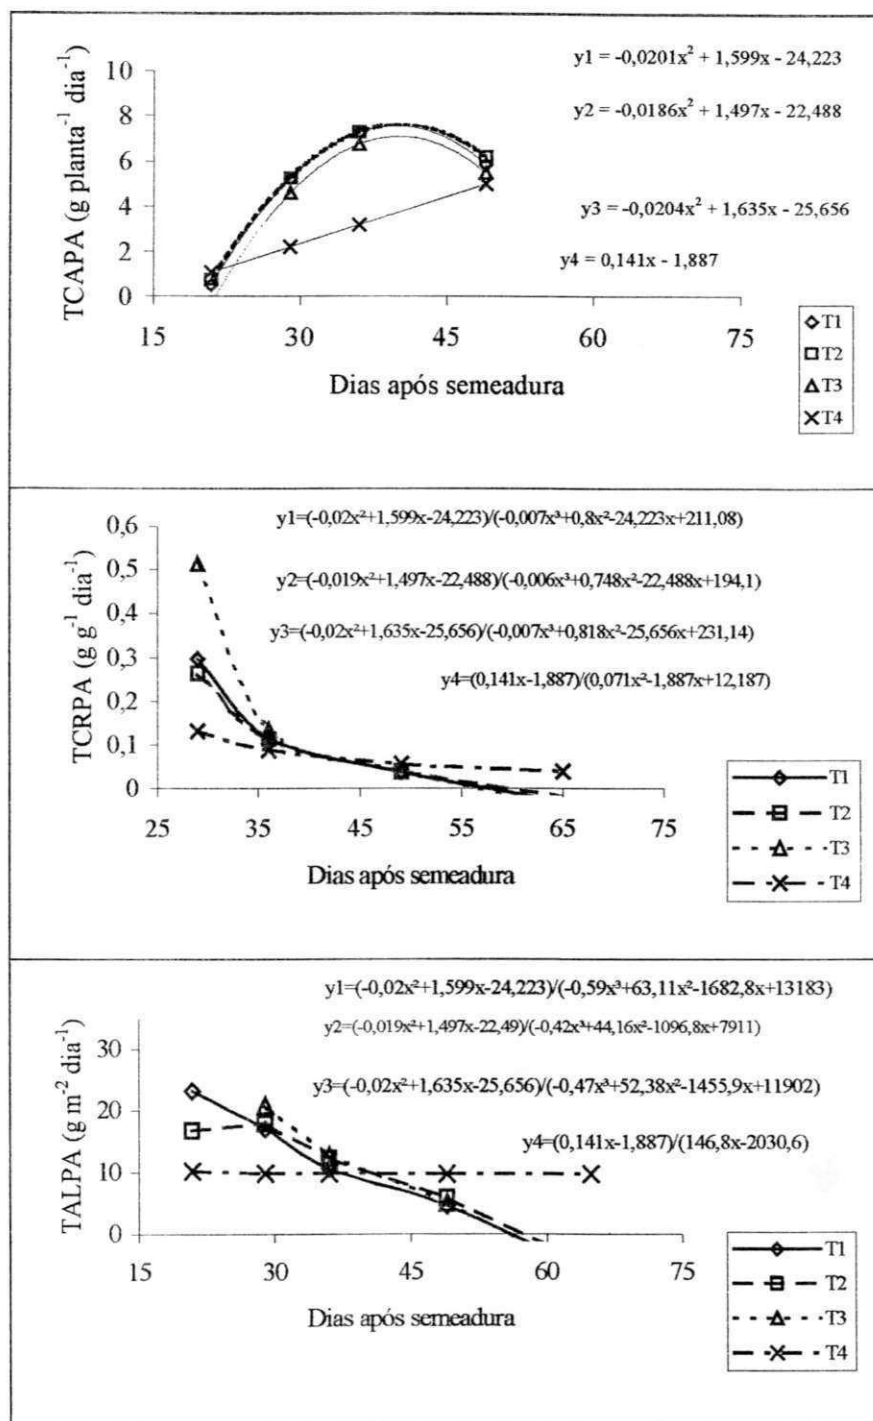 y1 = -0,0201x² + 1,599x - 24,223
y2 = -0,0186x² + 1,497x - 22,488
y3 = -0,0204x² + 1,635x - 25,656
y4 = 0,141x - 1,887
TCAPA (g planta⁻¹ dia⁻¹)
10
8
6
4
2
0
15 30 45 60 75
Dias após semeadura
T1
T2
T3
T4
y1=(-0,02x²+1,599x-24,223)/(-0,007x³+0,8x²-24,223x+211,08)
y2=(-0,019x²+1,497x-22,488)/(-0,006x³+0,748x²-22,488x+194,1)
y3=(-0,02x²+1,635x-25,656)/(-0,007x³+0,818x²-25,656x+231,14)
y4=(0,141x-1,887)/(0,071x²-1,887x+12,187)
TCRPA (g g⁻¹ dia⁻¹)
0,6
0,5
0,4
0,3
0,2
0,1
0
25 35 45 55 65 75
Dias após semeadura
T1
T2
T3
T4
y1=(-0,02x²+1,599x-24,223)/(-0,59x³+63,11x²-1682,8x+13183)
y2=(-0,019x²+1,497x-22,49)/(-0,42x³+44,16x²-1096,8x+7911)
y3=(-0,02x²+1,635x-25,656)/(-0,47x³+52,38x²-1455,9x+11902)
y4=(0,141x-1,887)/(146,8x-2030,6)
TALPA (g m⁻² dia⁻¹)
30
20
10
0
15 30 45 60 75
Dias após semeadura
T1
T2
T3
T4